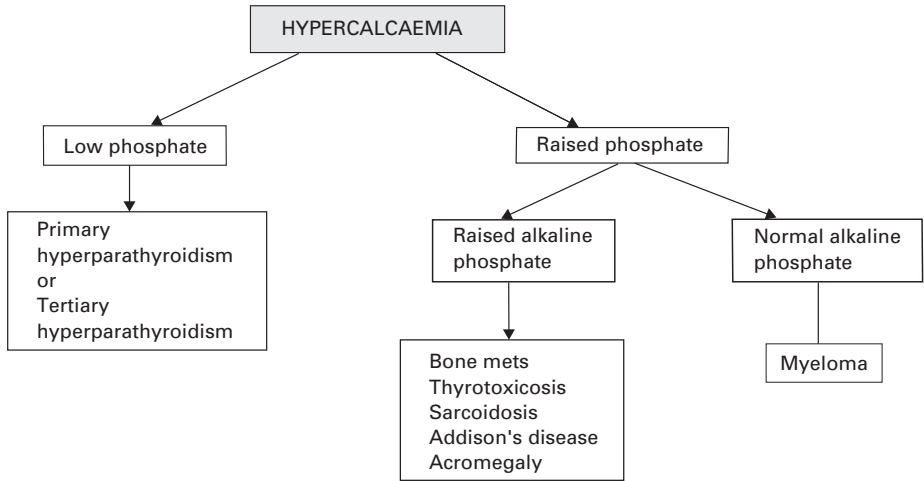 HYPERCALCAEMIA
Low phosphate
Raised phosphate
Primary
hyperparathyroidism
or
Tertiary
hyperparathyroidism
Raised alkaline
phosphate
Normal alkaline
phosphate
Bone mets
Thyrotoxicosis
Sarcoidosis
Addison's disease
Acromegaly
Myeloma